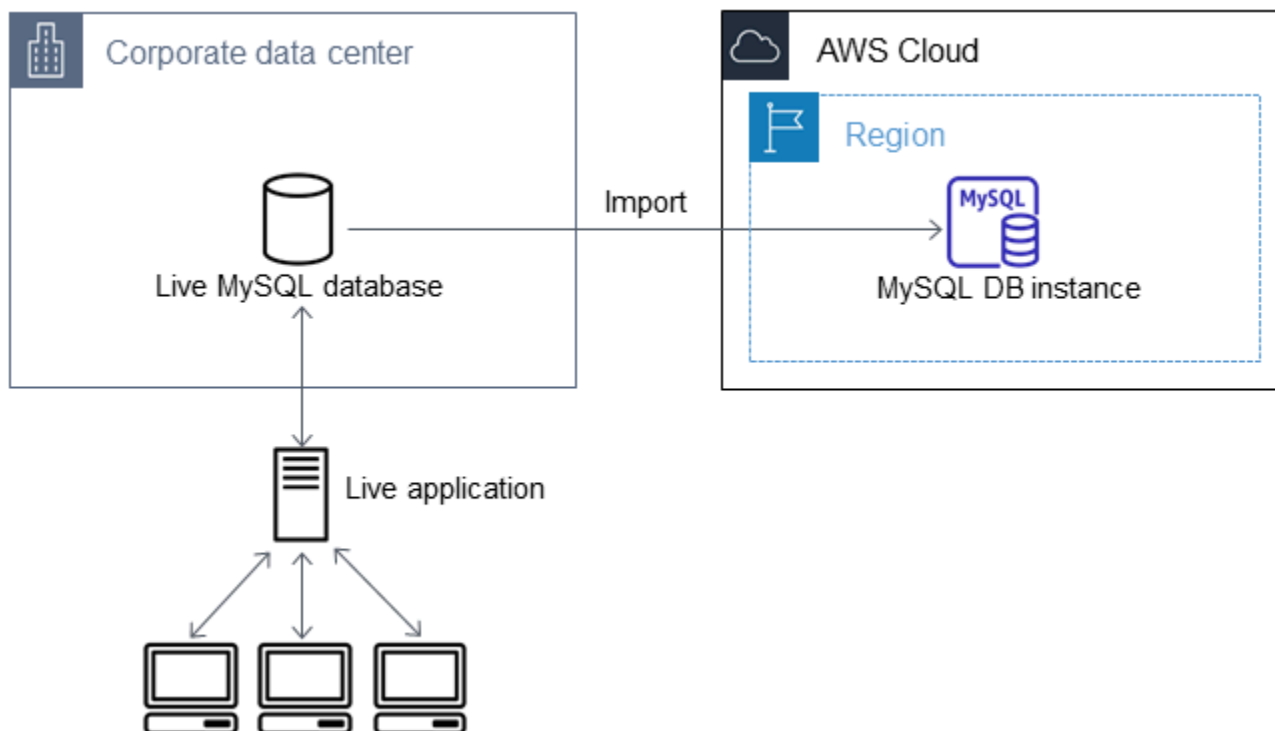 Corporate data center
AWS Cloud
Region
Import
MySQL
Live MySQL database
MySQL DB instance
Live application